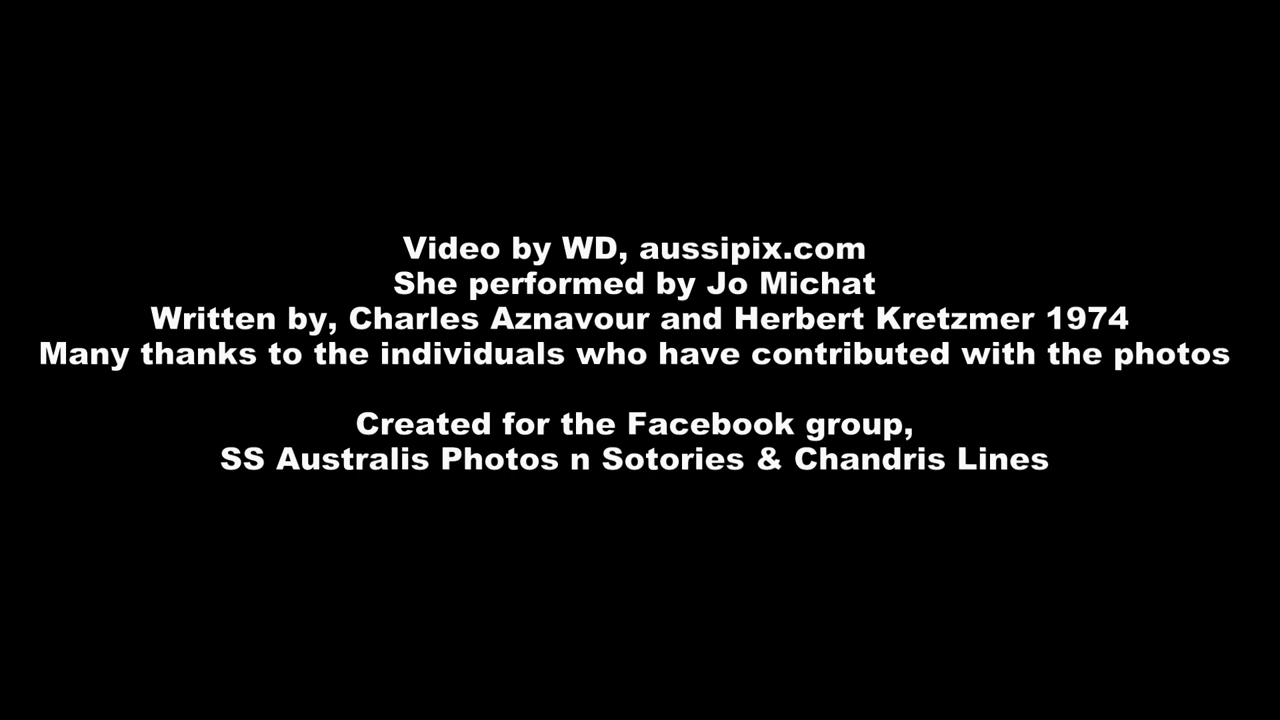 Video by WD, aussipix.com
She performed by Jo Michat
Written by, Charles Aznavour and Herbert Kretzmer 1974
Many thanks to the individuals who have contributed with the photos
Created for the Facebook group,
SS Australis Photos n Sotories & Chandris Lines